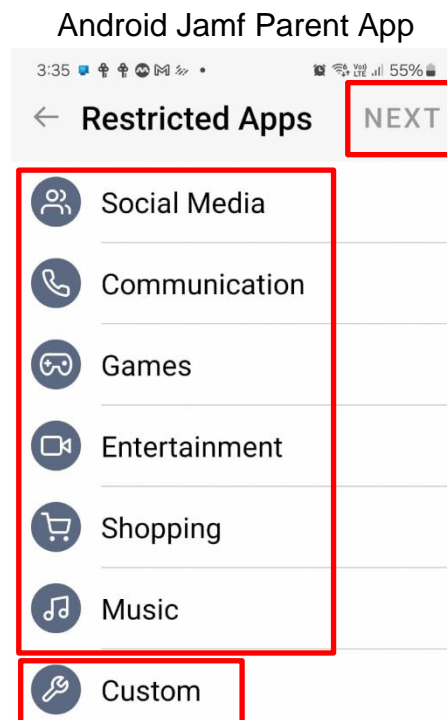 Android Jamf Parent App
3:35 55%
← Restricted Apps NEXT
Social Media
Communication
Games
Entertainment
Shopping
Music
Custom